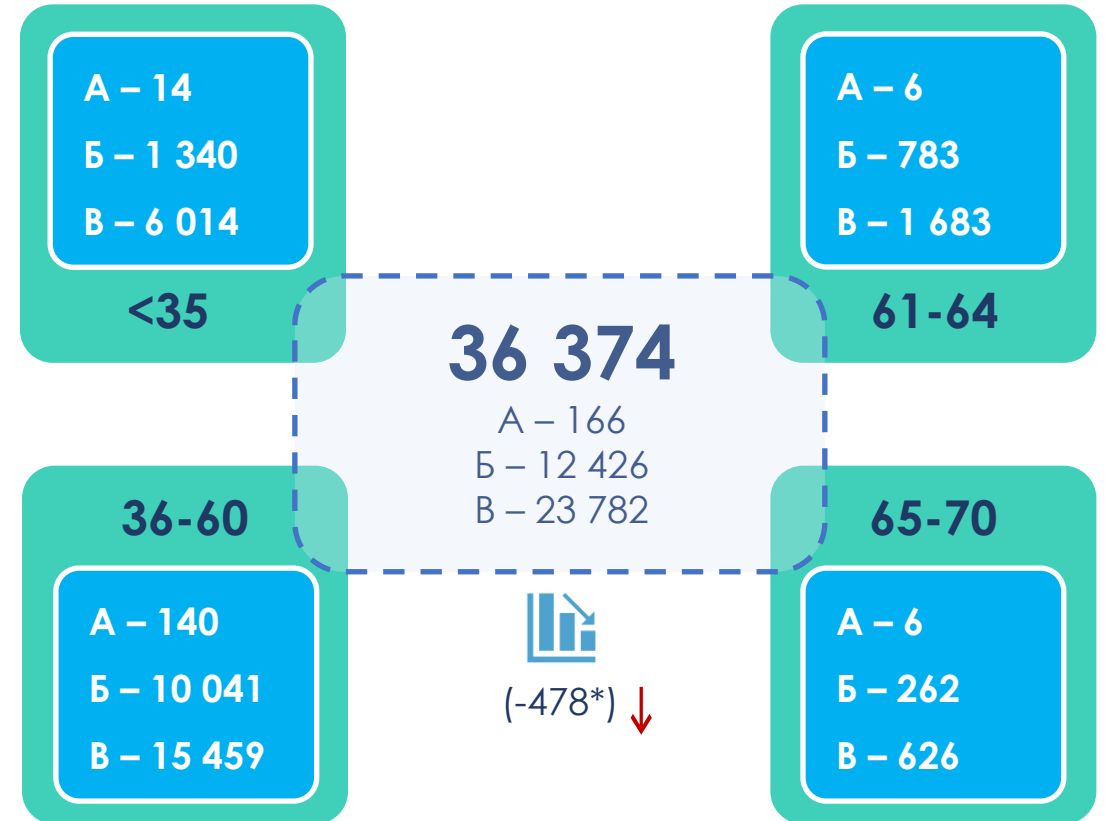 А – 14
Б – 1 340
В – 6 014
<35
А – 6
Б – 783
В – 1 683
61-64
36 374
А – 166
Б – 12 426
В – 23 782
36-60
А – 140
Б – 10 041
В – 15 459
65-70
А – 6
Б – 262
В – 626
(-478*)